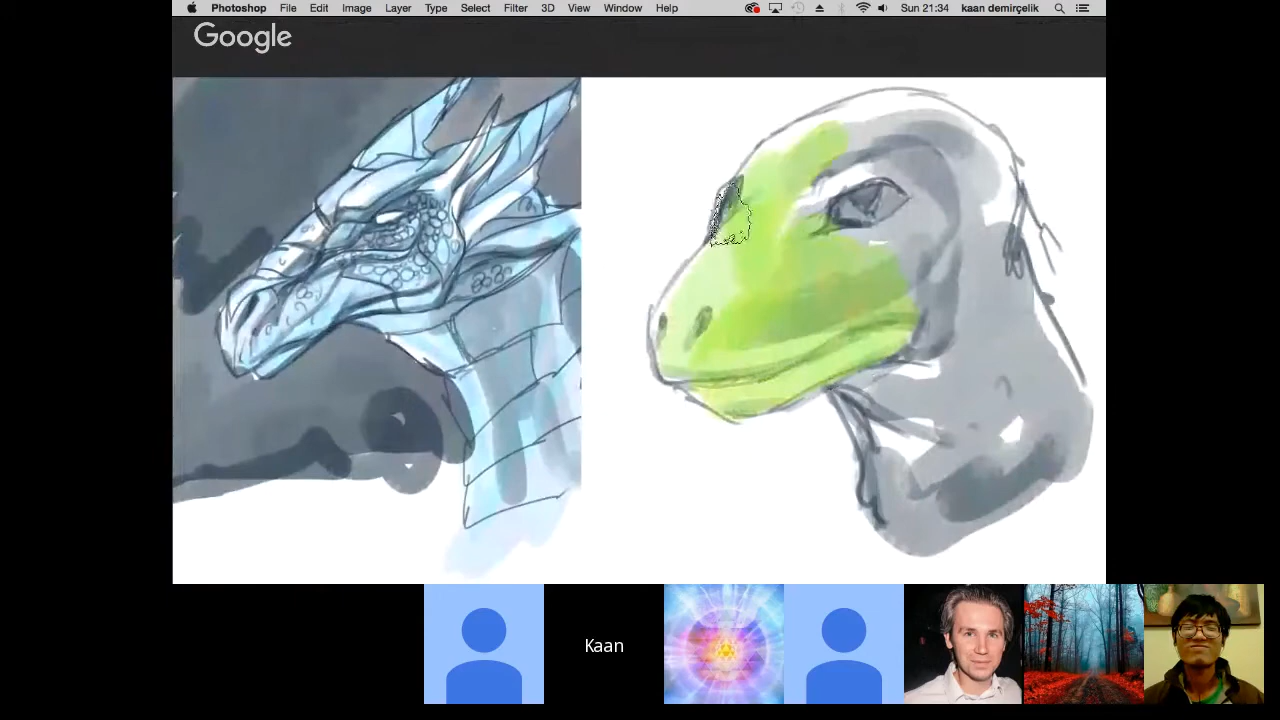 Photoshop File Edit Image Layer Type Select Filter 3D View Window Help Sun 21:34 kaan demirçelik
Google
Kaan